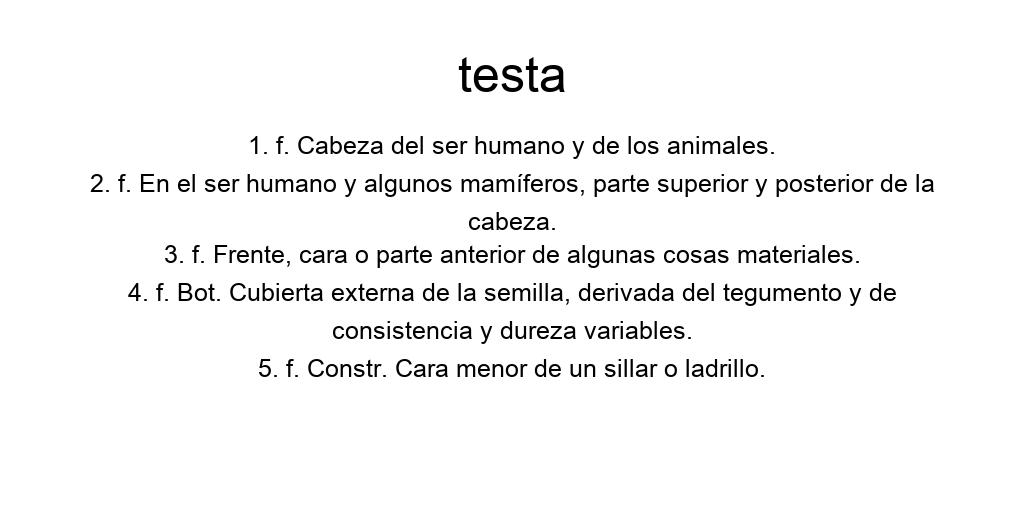 testa
1. f. Cabeza del ser humano y de los animales.
2. f. En el ser humano y algunos mamíferos, parte superior y posterior de la
cabeza.
3. f. Frente, cara o parte anterior de algunas cosas materiales.
4. f. Bot. Cubierta externa de la semilla, derivada del tegumento y de
consistencia y dureza variables.
5. f. Constr. Cara menor de un sillar o ladrillo.